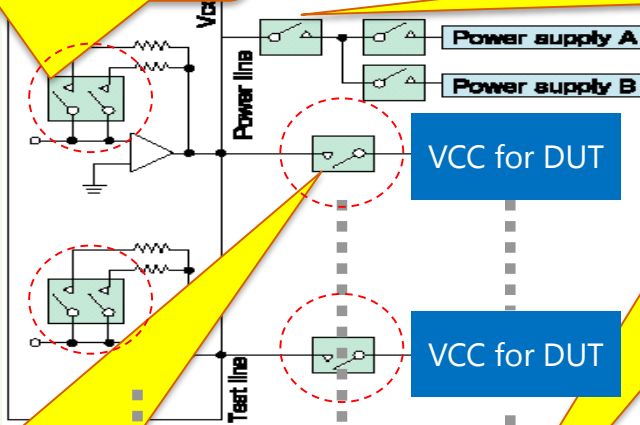 Vcc
Power supply A
Power line
Power supply B
VCC for DUT
VCC for DUT
Test line